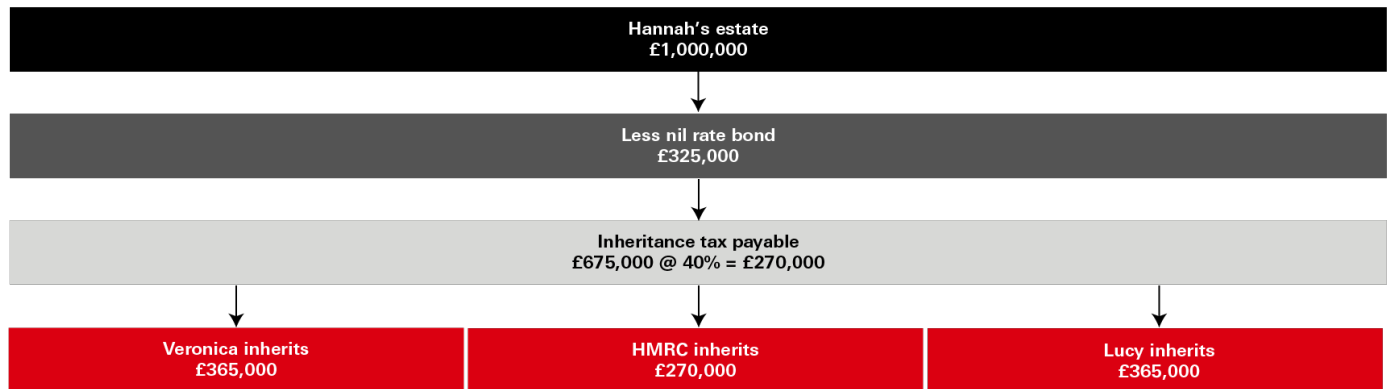 Hannah's estate
£1,000,000
Less nil rate bond
£325,000
Inheritance tax payable
£675,000 @ 40% = £270,000
Veronica inherits
£365,000
HMRC inherits
£270,000
Lucy inherits
£365,000